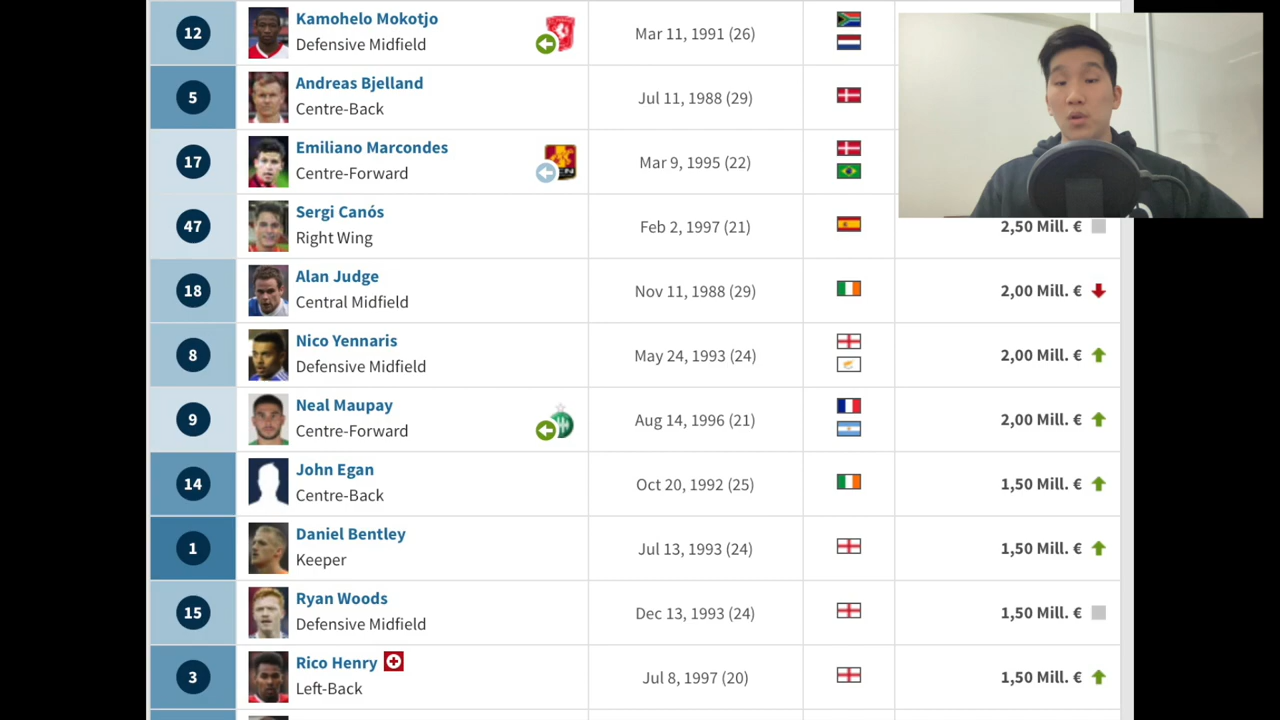 12
Kamohelo Mokotjo
Defensive Midfield
Mar 11, 1991 (26)
5
Andreas Bjelland
Centre-Back
Jul 11, 1988 (29)
17
Emiliano Marcondes
Centre-Forward
Mar 9, 1995 (22)
47
Sergi Canós
Right Wing
Feb 2, 1997 (21)
2,50 Mill. €
18
Alan Judge
Central Midfield
Nov 11, 1988 (29)
2,00 Mill. €
8
Nico Yennaris
Defensive Midfield
May 24, 1993 (24)
2,00 Mill. €
9
Neal Maupay
Centre-Forward
Aug 14, 1996 (21)
2,00 Mill. €
14
John Egan
Centre-Back
Oct 20, 1992 (25)
1,50 Mill. €
1
Daniel Bentley
Keeper
Jul 13, 1993 (24)
1,50 Mill. €
15
Ryan Woods
Defensive Midfield
Dec 13, 1993 (24)
1,50 Mill. €
3
Rico Henry
Left-Back
Jul 8, 1997 (20)
1,50 Mill. €